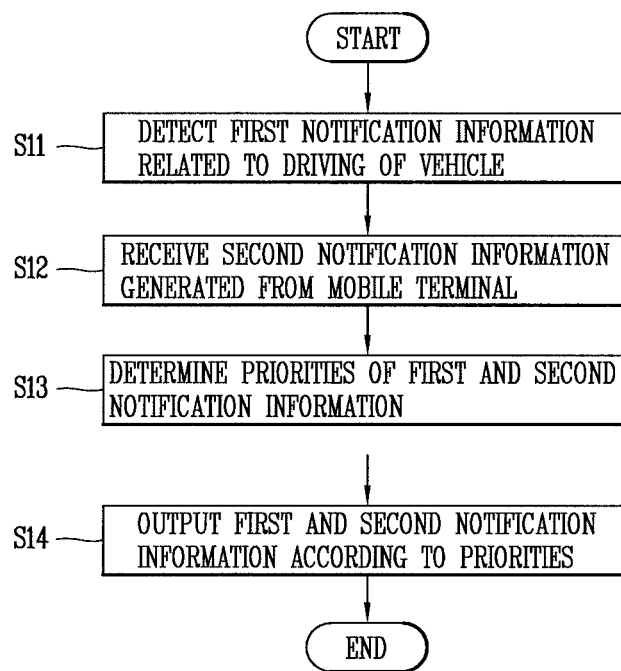 START
S11
DETECT FIRST NOTIFICATION INFORMATION
RELATED TO DRIVING OF VEHICLE
S12
RECEIVE SECOND NOTIFICATION INFORMATION
GENERATED FROM MOBILE TERMINAL
S13
DETERMINE PRIORITIES OF FIRST AND SECOND
NOTIFICATION INFORMATION
S14
OUTPUT FIRST AND SECOND NOTIFICATION
INFORMATION ACCORDING TO PRIORITIES
END